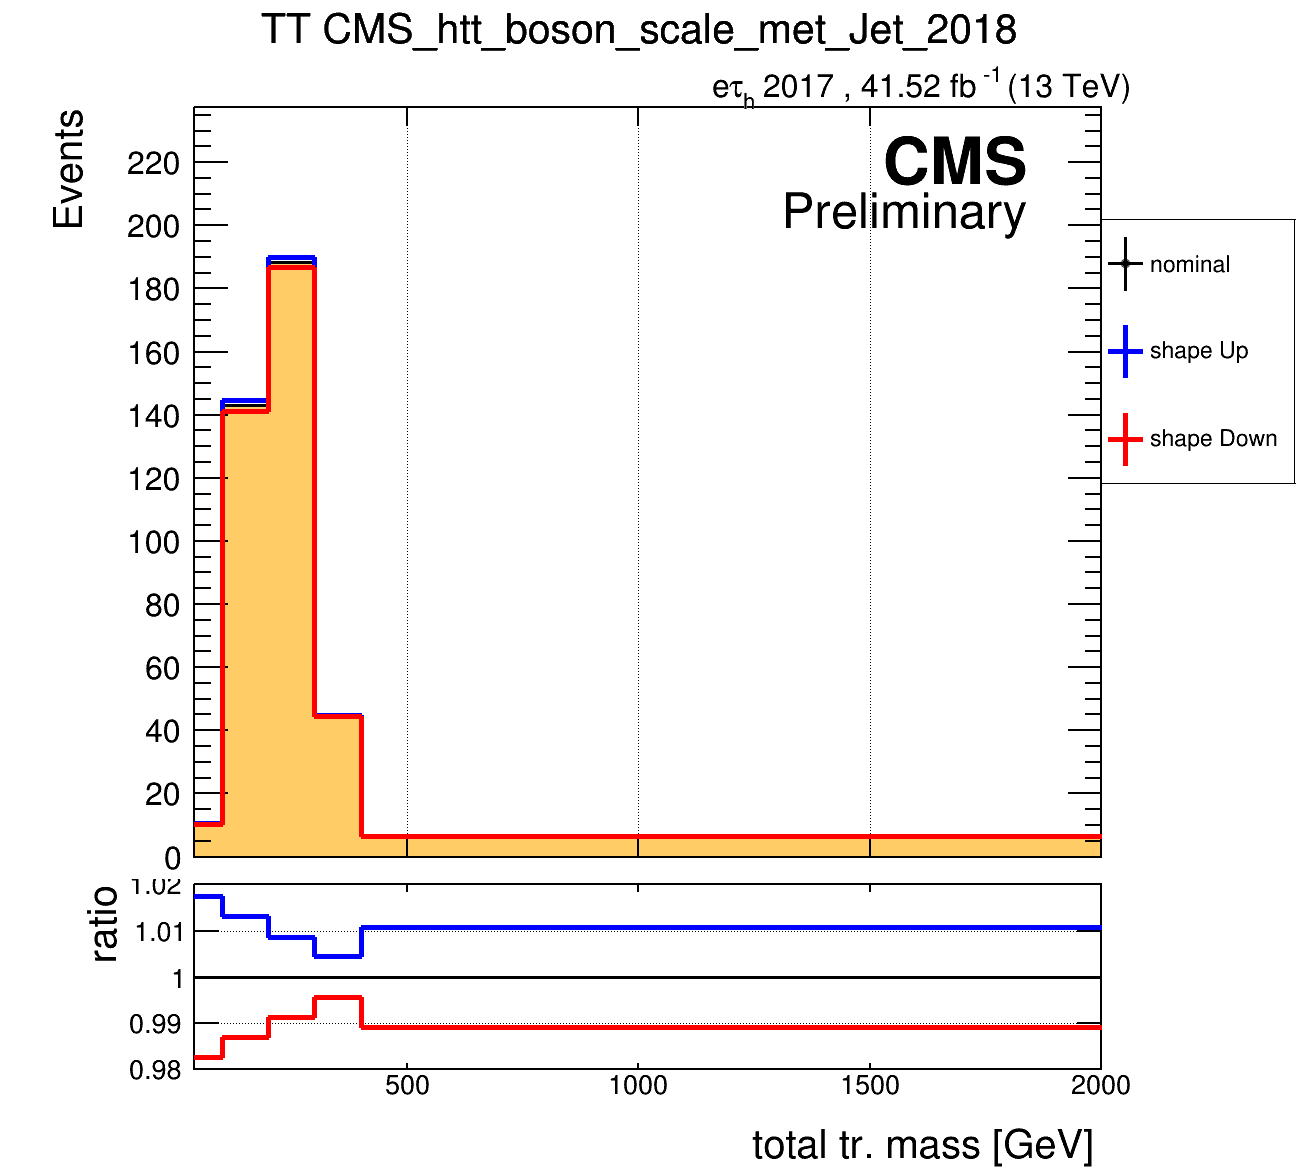 TT CMS_htt_boson_scale_met_Jet_2018
eτh 2017 , 41.52 fb-1 (13 TeV)
Events
CMS
Preliminary
220
200
180
160
140
120
100
80
60
40
20
0
nominal
shape Up
shape Down
ratio
1.02
1.01
1
0.99
0.98
500 1000 1500 2000
total tr. mass [GeV]